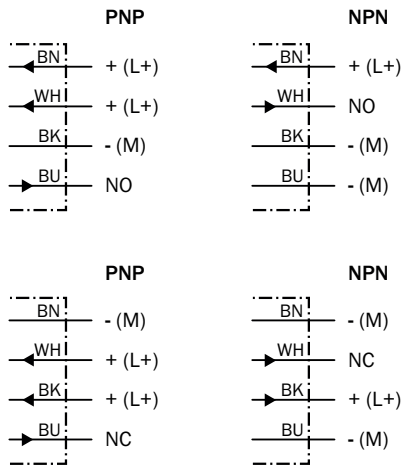 PNP
BN + (L+)
WH + (L+)
BK - (M)
BU NO
NPN
BN + (L+)
WH NO
BK - (M)
BU - (M)
PNP
BN - (M)
WH + (L+)
BK + (L+)
BU NC
NPN
BN - (M)
WH NC
BK + (L+)
BU - (M)